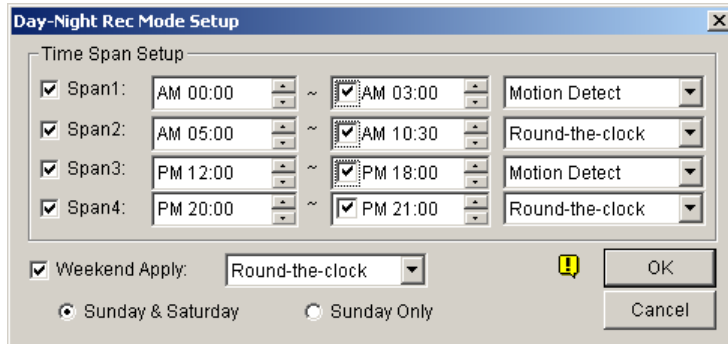 Day-Night Rec Mode Setup
Time Span Setup
Span1: AM 00:00 ~ AM 03:00 Motion Detect
Span2: AM 05:00 ~ AM 10:30 Round-the-clock
Span3: PM 12:00 ~ PM 18:00 Motion Detect
Span4: PM 20:00 ~ PM 21:00 Round-the-clock
Weekend Apply: Round-the-clock OK
Sunday & Saturday Sunday Only Cancel